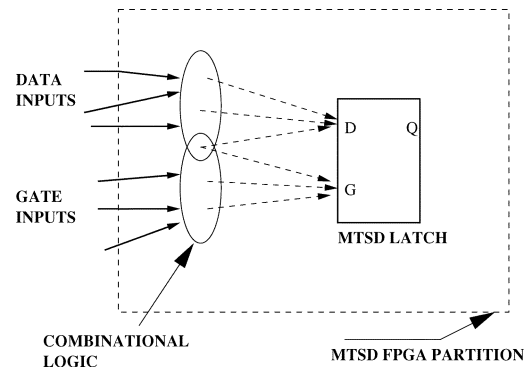 DATA
INPUTS
D
Q
G
GATE
INPUTS
MTSD LATCH
COMBINATIONAL
LOGIC
MTSD FPGA PARTITION